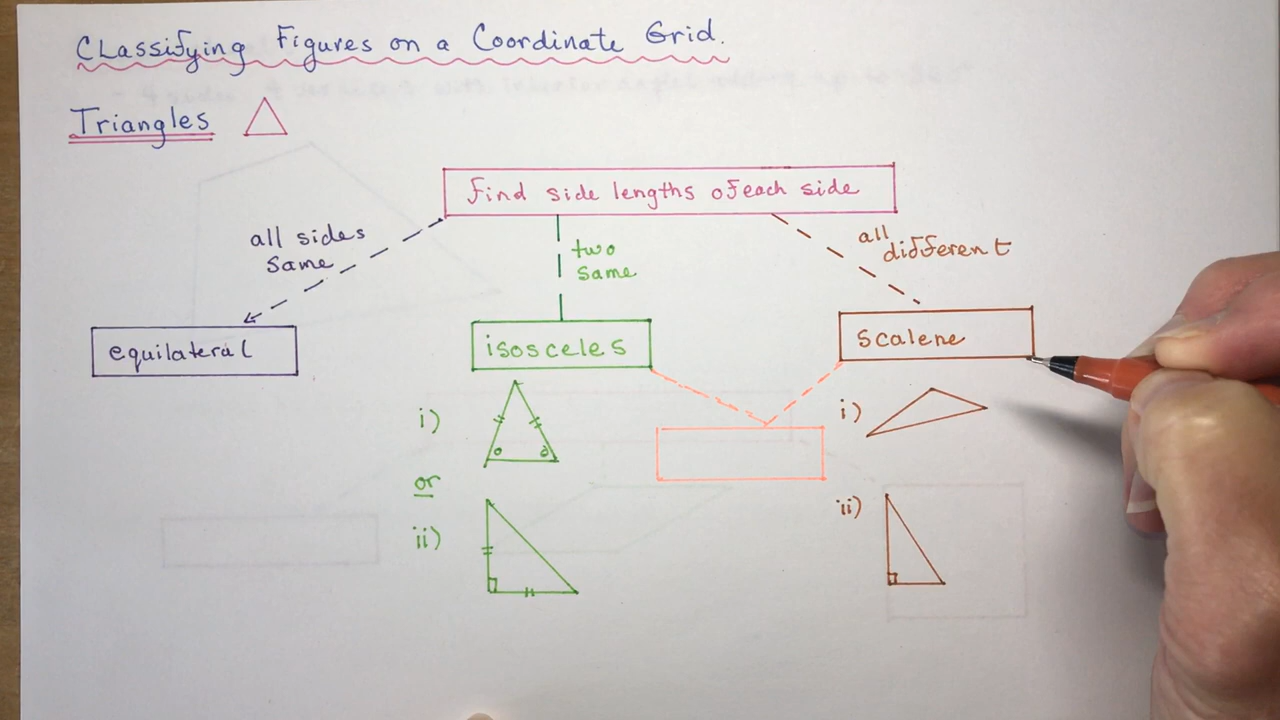 Classifying Figures on a Coordinate Grid.
Triangles
find side lengths of each side
all sides
same
two
same
all
different
equilateral
isosceles
scalene
i)
i)
or
ii)
ii)